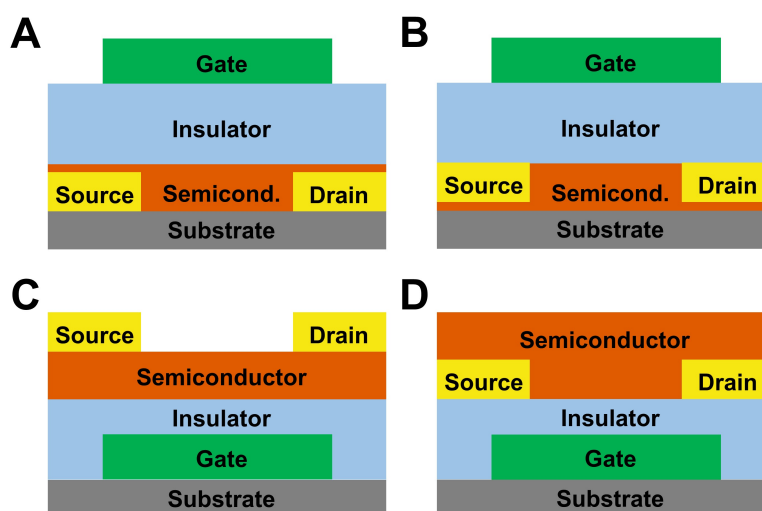 A
Gate
Insulator
Source Semicond. Drain
Substrate
B
Gate
Insulator
Source Semicond. Drain
Substrate
C
Source Drain
Semiconductor
Insulator
Gate
Substrate
D
Semiconductor
Source Drain
Insulator
Gate
Substrate